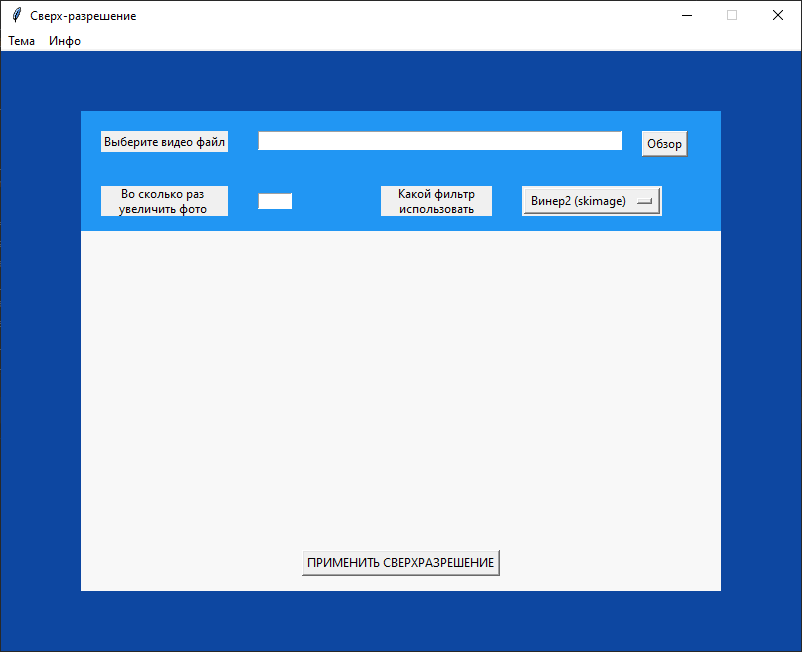 Сверх-разрешение
Тема Инфо
Выберите видео файл
Обзор
Во сколько раз
увеличить фото
Какой фильтр
использовать
Винер2 (skimage)
ПРИМЕНИТЬ СВЕРХРАЗРЕШЕНИЕ